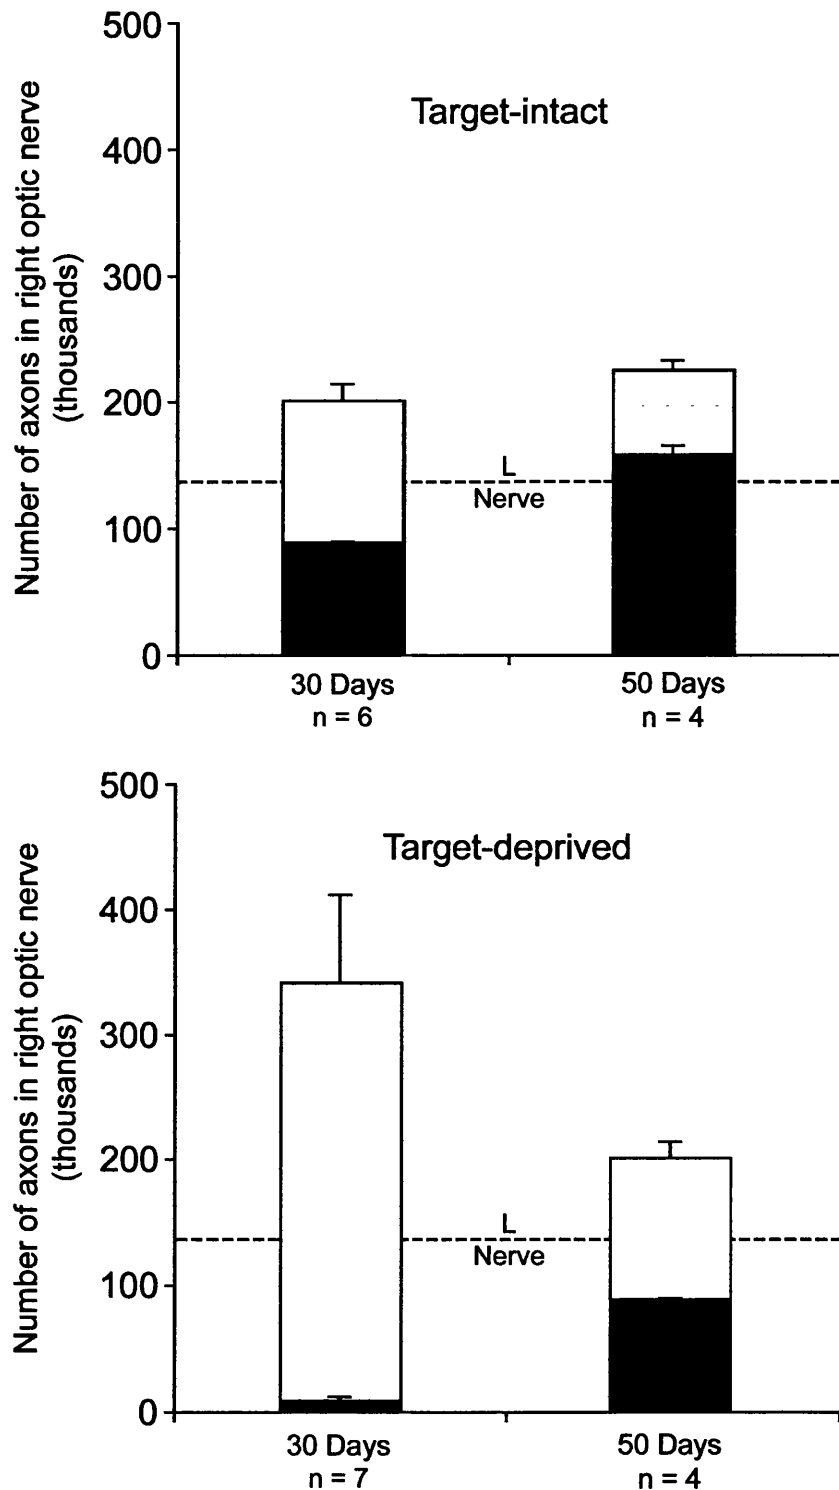 500
400
300
200
100
0
Number of axons in right optic nerve
(thousands)
Target-intact
L
Nerve
30 Days
n = 6
50 Days
n = 4
500
400
300
200
100
0
Number of axons in right optic nerve
(thousands)
Target-deprived
L
Nerve
30 Days
n = 7
50 Days
n = 4